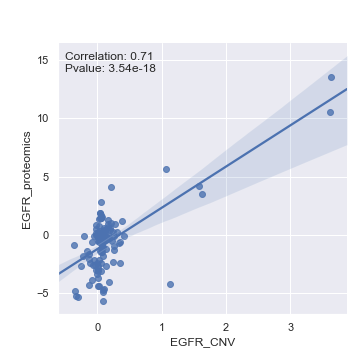 Correlation: 0.71
Pvalue: 3.54e-18
15
10
5
0
−5
EGFR_proteomics
0
1
2
3
EGFR_CNV